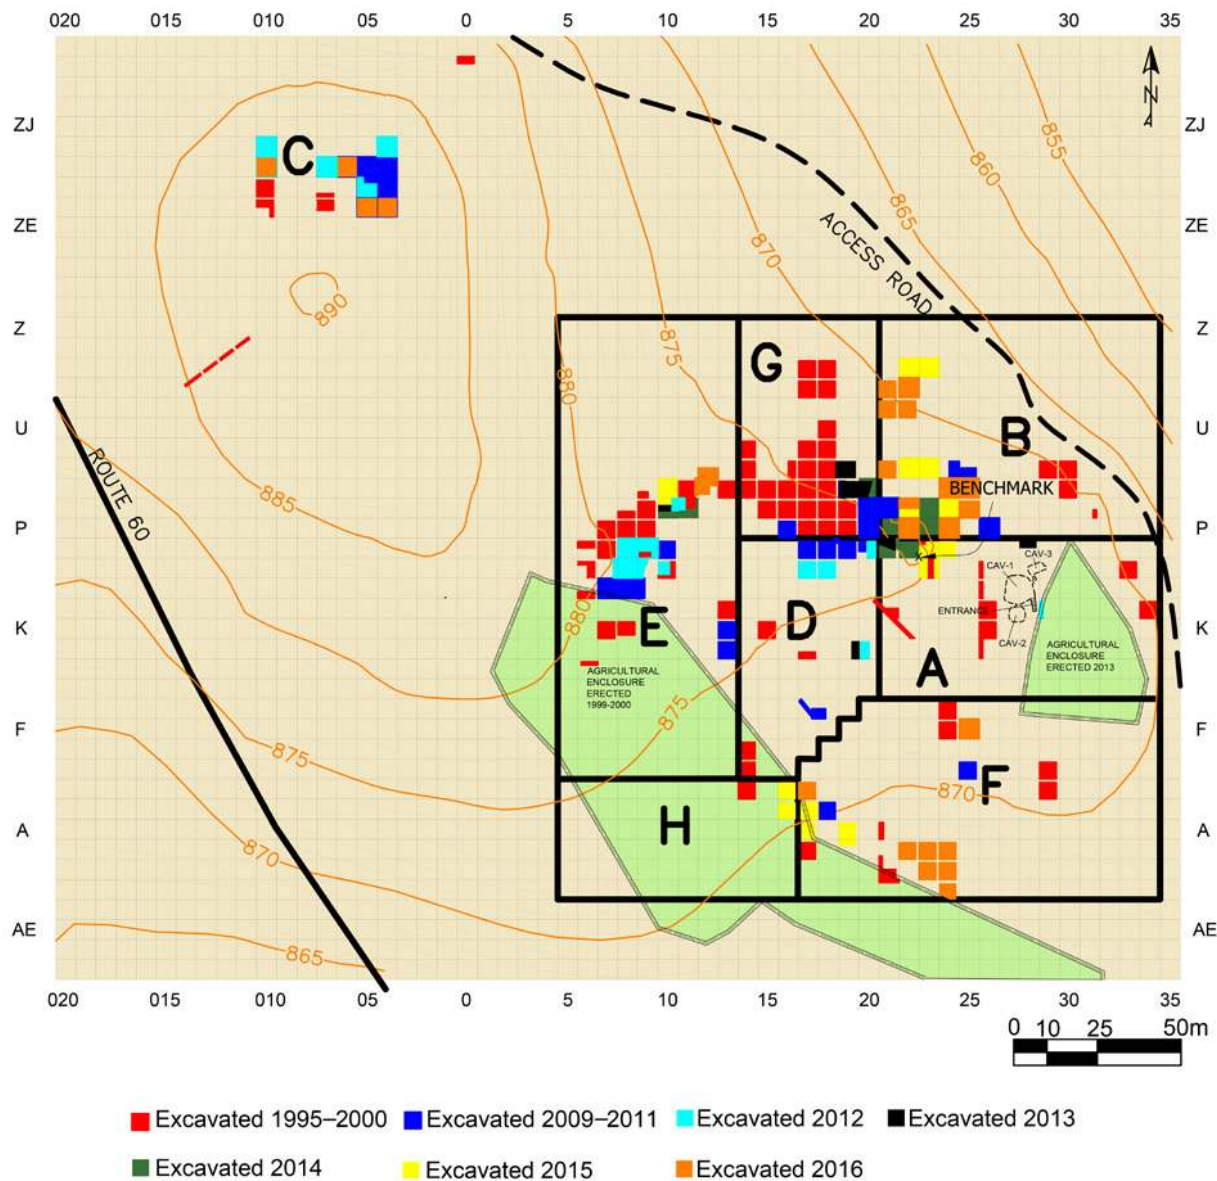 020 015 010 05 0 5 10 15 20 25 30 35
ZJ ZJ
C
N
855
860
865
870
ZE ZE
ACCESS ROAD
890
Z Z
875
880
G
U U
B
ROUTE 60
885
BENCHMARK
P P
X
CAV-3
CAV-1
880
ENTRANCE
K K
E D
CAV-2
AGRICULTURAL
ENCLOSURE
ERECTED 2013
A
AGRICULTURAL
ENCLOSURE
ERECTED
1999-2000
875
F F
875
F
870
A A
H
870
AE AE
865
020 015 010 05 0 5 10 15 20 25 30 35
0 10 25 50m
Excavated 1995–2000 Excavated 2009–2011 Excavated 2012 Excavated 2013
Excavated 2014 Excavated 2015 Excavated 2016